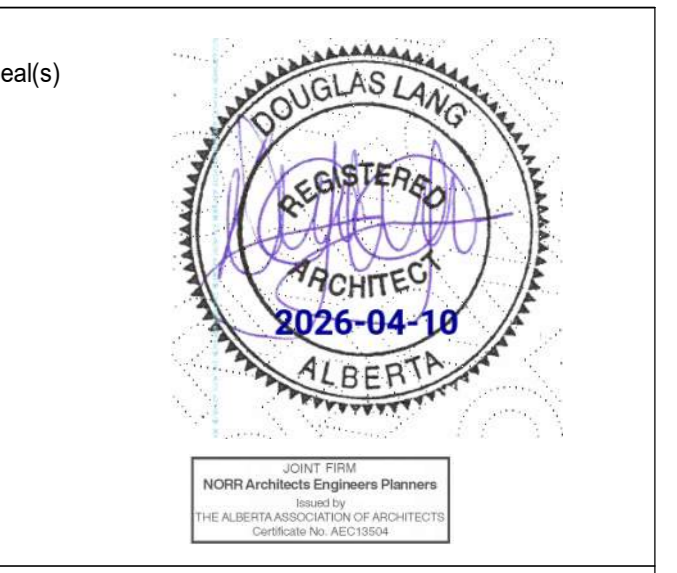 eal(s)
DOUGLAS LANG
REGISTERED
ARCHITECT
2026-04-10
ALBERTA
JOINT FIRM
NORR Architects Engineers Planners
Issued by
THE ALBERTA ASSOCIATION OF ARCHITECTS
Certificate No. AEC13504